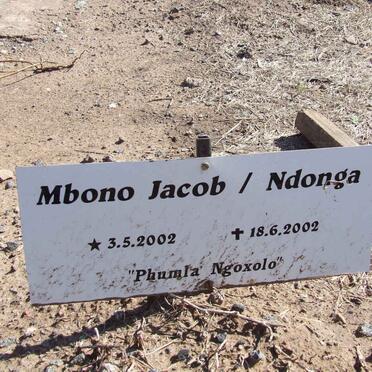 Mbono Jacob / Ndonga
★ 3.5.2002 ✝ 18.6.2002
"Phumla Ngoxolo"